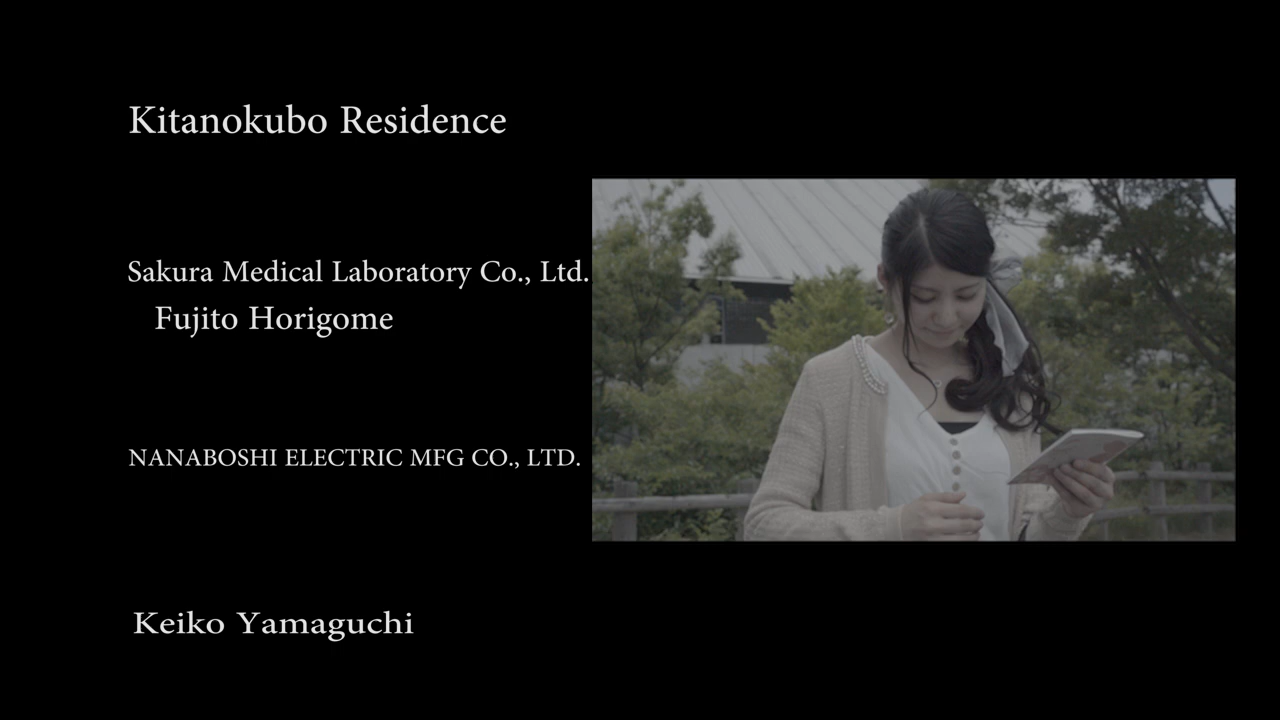 Kitanokubo Residence
Sakura Medical Laboratory Co., Ltd.
Fujito Horigome
NANABOSHI ELECTRIC MFG CO., LTD.
Keiko Yamaguchi